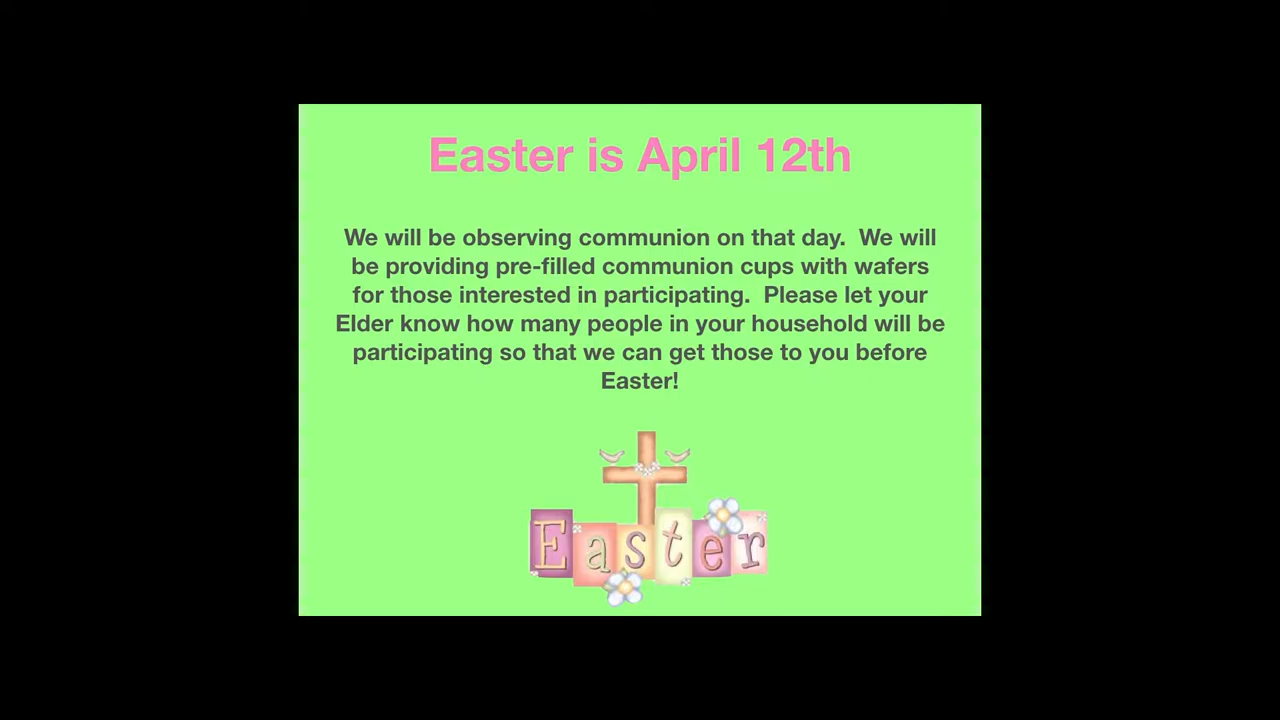 Easter is April 12th
We will be observing communion on that day.  We will
be providing pre-filled communion cups with wafers
for those interested in participating.  Please let your
Elder know how many people in your household will be
participating so that we can get those to you before
Easter!
Easter